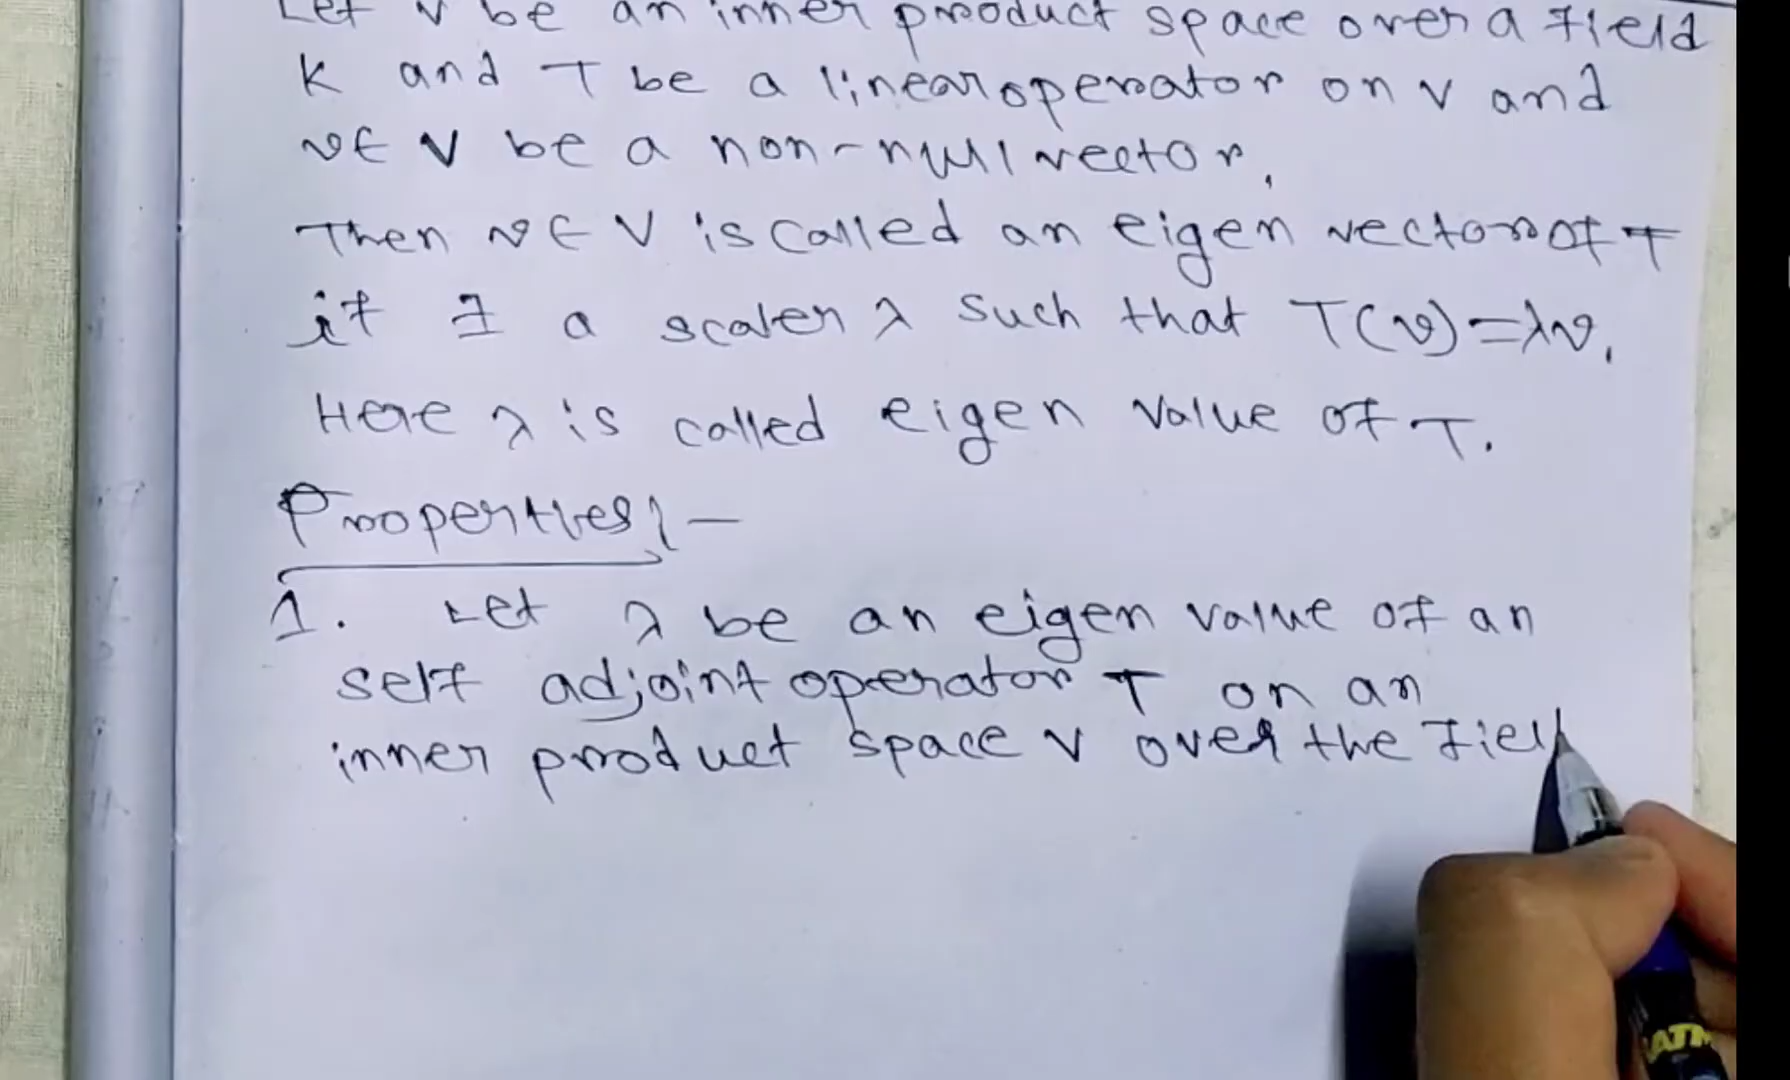 Let V be an inner product space over a field
K and T be a linear operator on V and
v ∈ V be a non-null vector.
Then v ∈ V is called an eigen vector of T
if ∃ a scaler λ such that T(v)=λv.
Here λ is called eigen value of T.
Properties:-
1. Let λ be an eigen value of an
self adjoint operator T on an
inner product space V over the Fiel